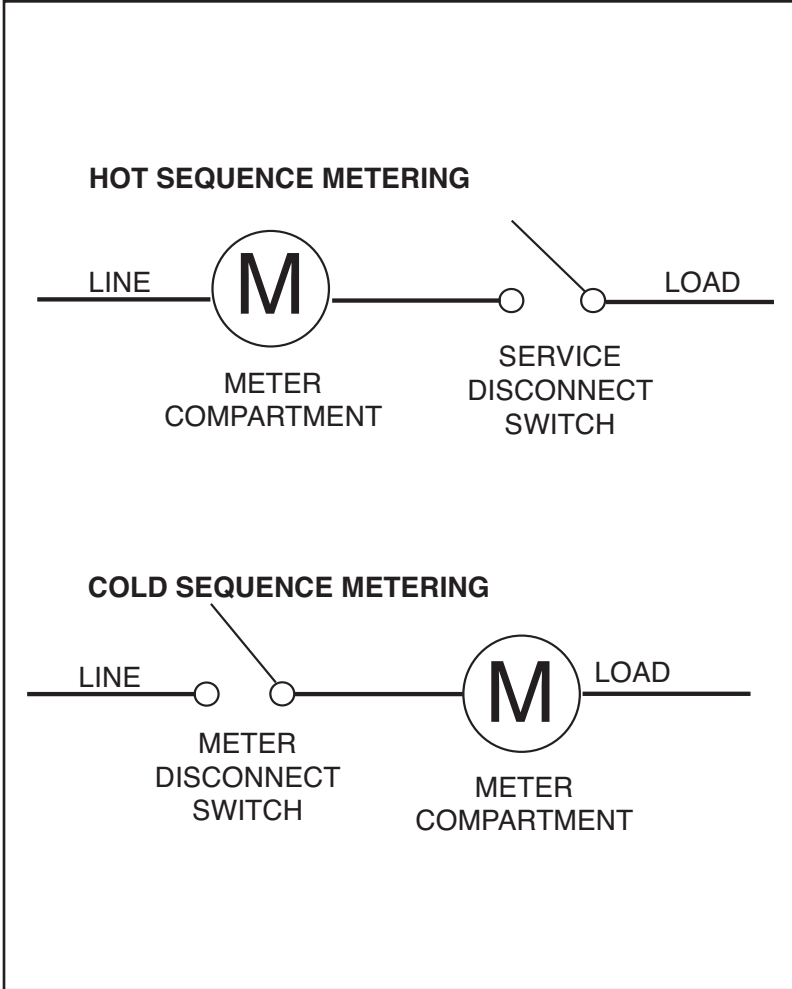 HOT SEQUENCE METERING
LINE
M
LOAD
METER
COMPARTMENT
SERVICE
DISCONNECT
SWITCH
COLD SEQUENCE METERING
LINE
M
LOAD
METER
DISCONNECT
SWITCH
METER
COMPARTMENT